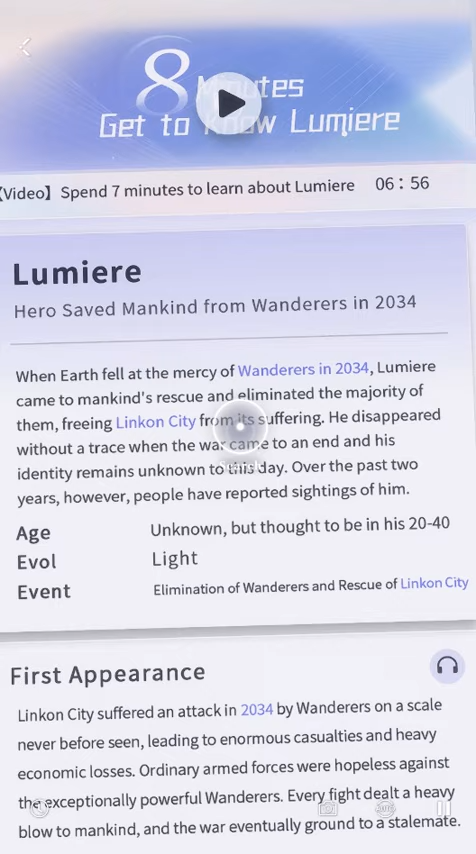 8 Minutes
Get to Know Lumiere
【Video】 Spend 7 minutes to learn about Lumiere 06：56
Lumiere
Hero Saved Mankind from Wanderers in 2034
When Earth fell at the mercy of Wanderers in 2034, Lumiere
came to mankind's rescue and eliminated the majority of
them, freeing Linkon City from its suffering. He disappeared
without a trace when the war came to an end and his
identity remains unknown to this day. Over the past two
years, however, people have reported sightings of him.
Age Unknown, but thought to be in his 20-40
Evol Light
Event Elimination of Wanderers and Rescue of Linkon City
First Appearance
Linkon City suffered an attack in 2034 by Wanderers on a scale
never before seen, leading to enormous casualties and heavy
economic losses. Ordinary armed forces were hopeless against
the exceptionally powerful Wanderers. Every fight dealt a heavy
blow to mankind, and the war eventually ground to a stalemate.